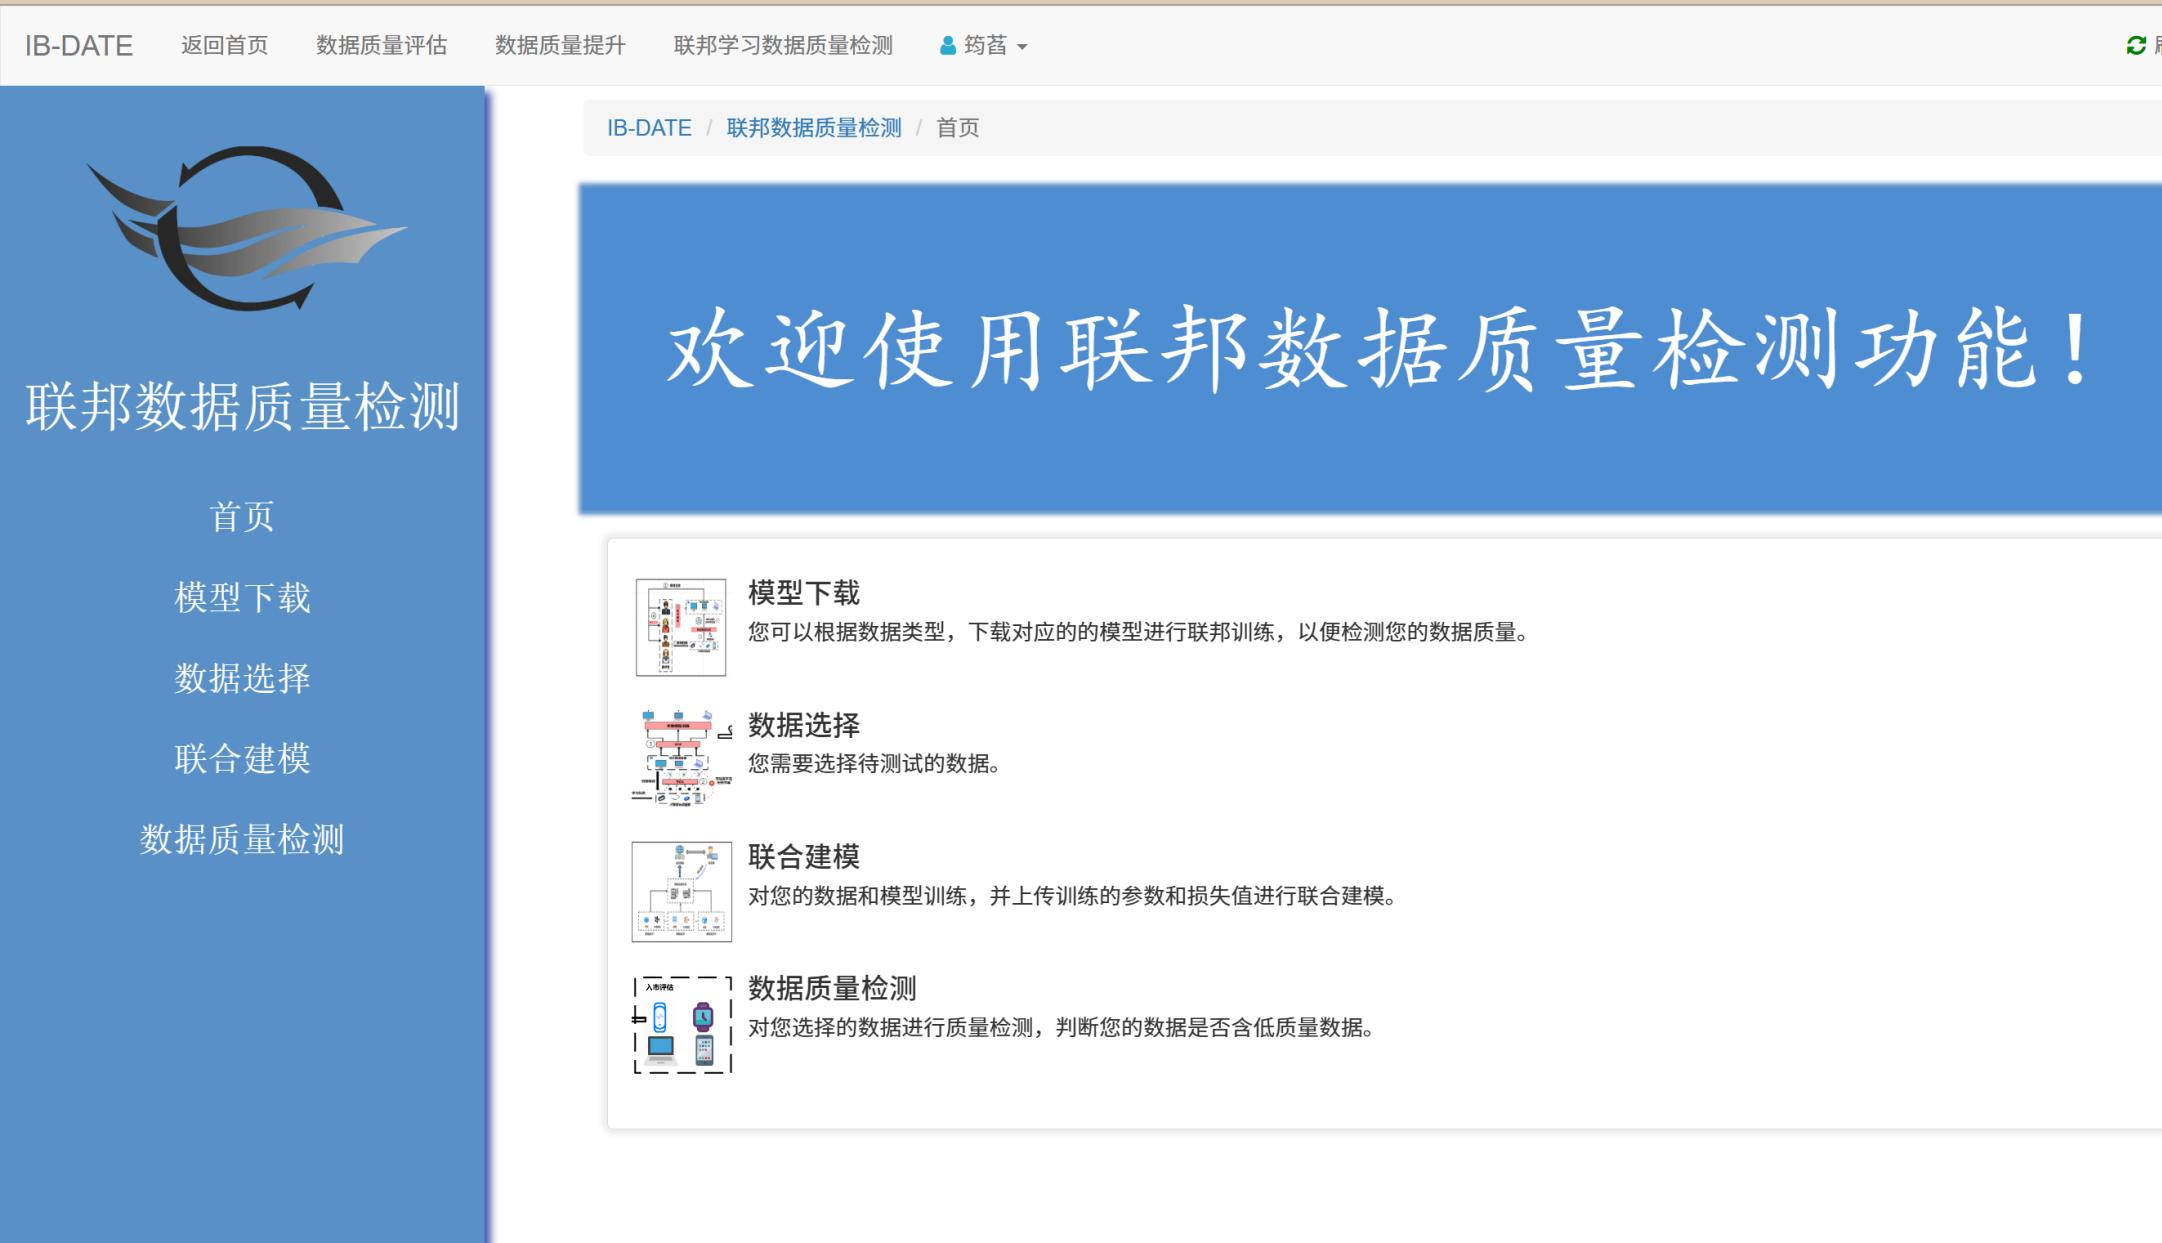 IB-DATE 返回首页 数据质量评估 数据质量提升 联邦学习数据质量检测 筠茗
IB-DATE / 联邦数据质量检测 / 首页
欢迎使用联邦数据质量检测功能！
联邦数据质量检测
首页
模型下载
数据选择
联合建模
数据质量检测
模型下载
您可以根据数据类型，下载对应的的模型进行联邦训练，以便检测您的数据质量。
数据选择
您需要选择待测试的数据。
联合建模
对您的数据和模型训练，并上传训练的参数和损失值进行联合建模。
入市评估
数据质量检测
对您选择的数据进行质量检测，判断您的数据是否含低质量数据。